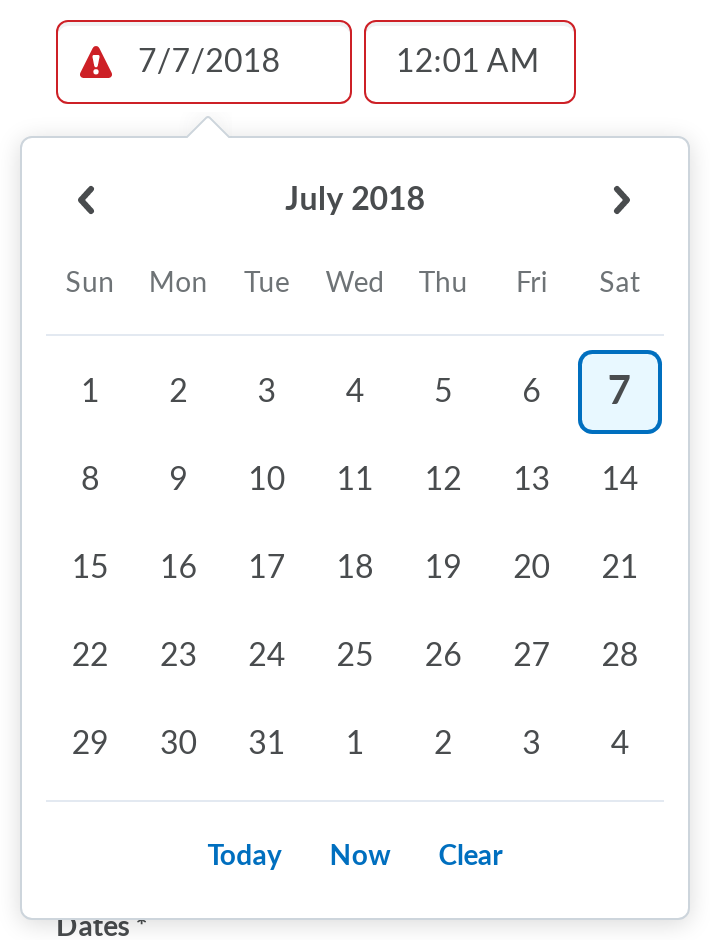 7/7/2018 12:01 AM
July 2018
Sun Mon Tue Wed Thu Fri Sat
1 2 3 4 5 6 7
8 9 10 11 12 13 14
15 16 17 18 19 20 21
22 23 24 25 26 27 28
29 30 31 1 2 3 4
Today Now Clear
Dates *